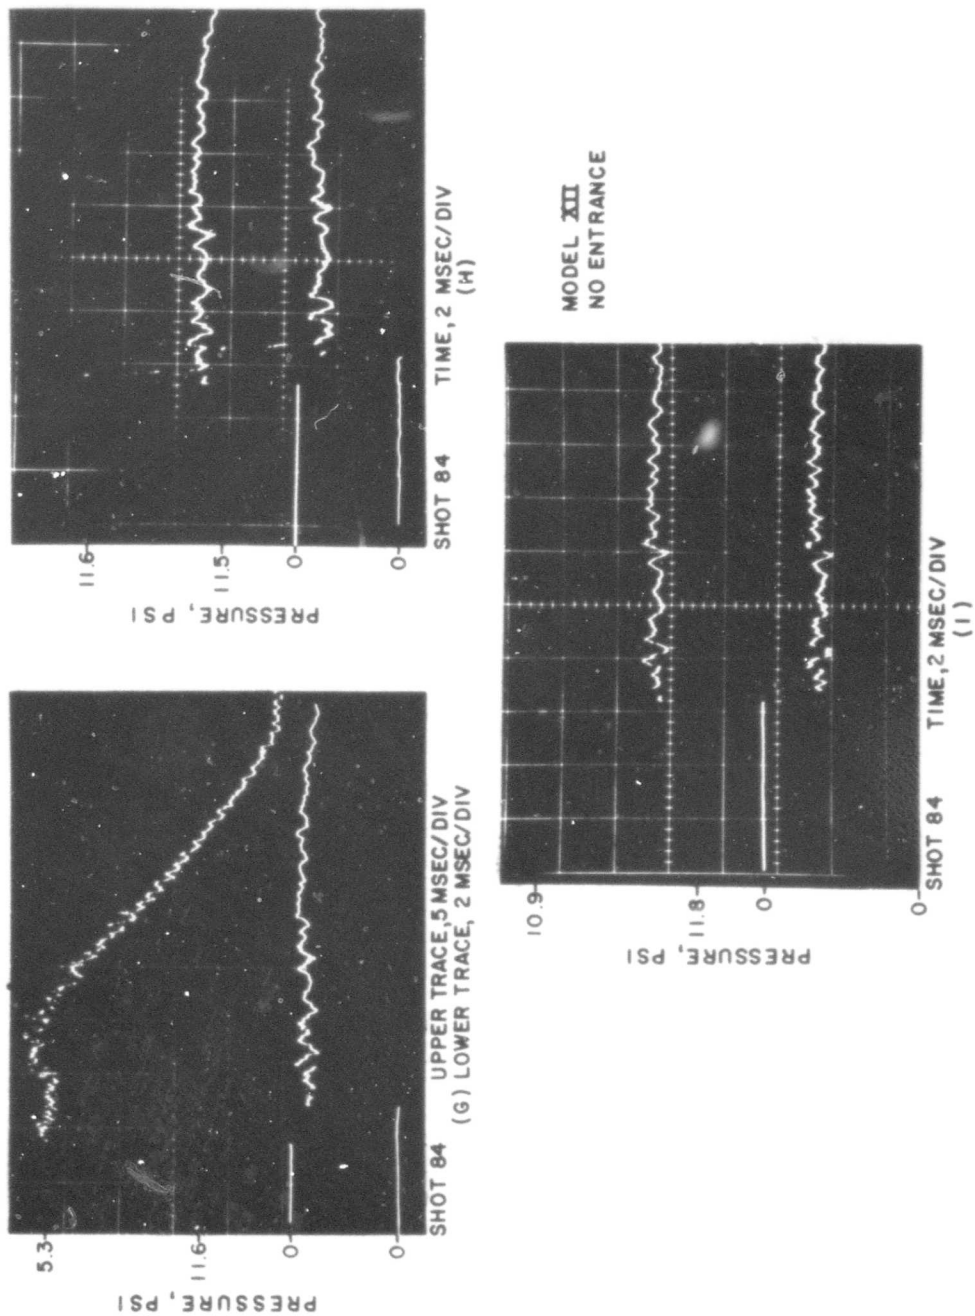 PRESSURE, PSI
5.3
11.6
0
0
SHOT 84 UPPER TRACE, 5 MSEC/DIV
(G) LOWER TRACE, 2 MSEC/DIV
PRESSURE, PSI
11.6
11.5
0
0
SHOT 84 TIME, 2 MSEC/DIV
(H)
PRESSURE, PSI
10.9
11.8
0
0
SHOT 84 TIME, 2 MSEC/DIV
(I)
MODEL XII
NO ENTRANCE